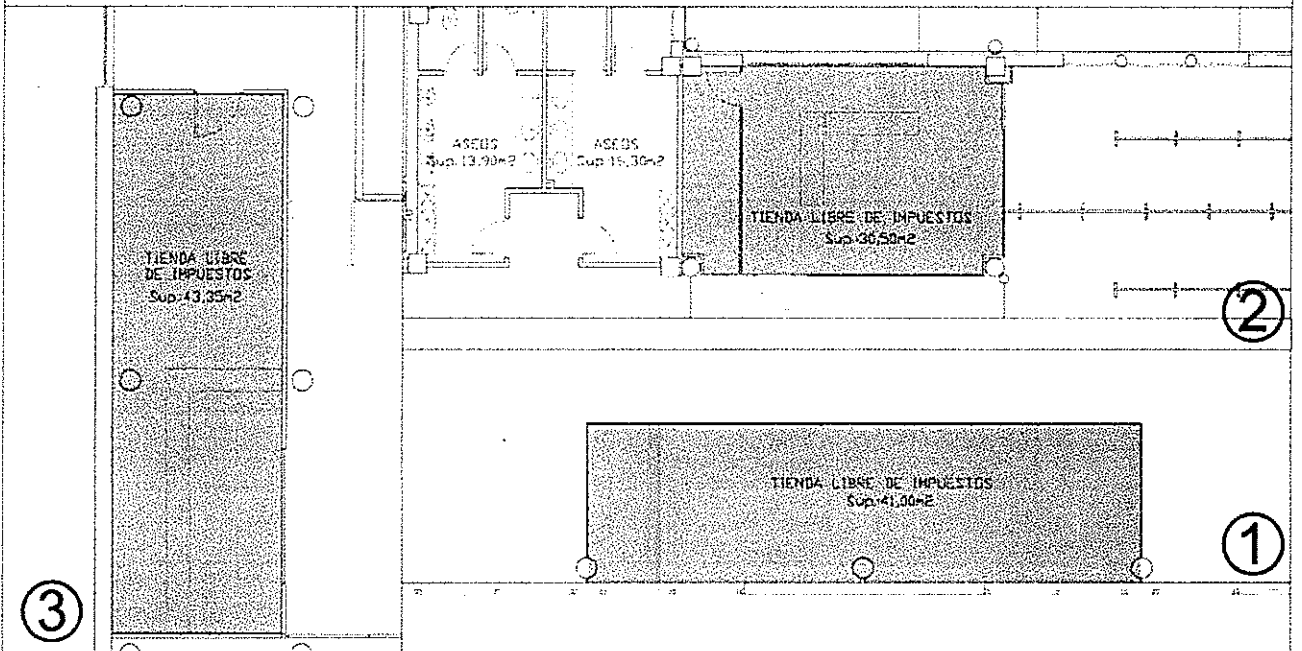 ASEOS
Sup:13,90m2
ASEOS
Sup:15,30m2
TIENDA LIBRE DE IMPUESTOS
Sup:30,50m2
TIENDA LIBRE
DE IMPUESTOS
Sup:43,35m2
2
TIENDA LIBRE DE IMPUESTOS
Sup:41,00m2
1
3